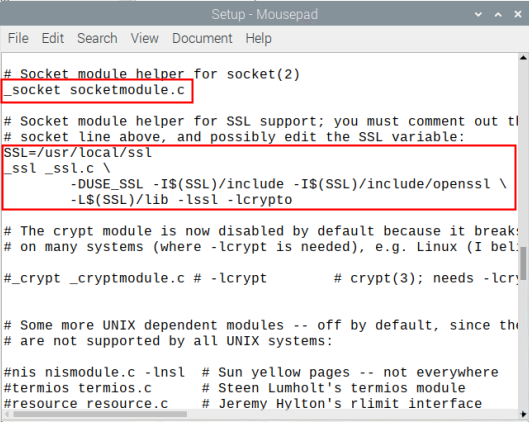 Setup - Mousepad
File Edit Search View Document Help
# Socket module helper for socket(2)
_socket socketmodule.c
# Socket module helper for SSL support; you must comment out
# socket line above, and possibly edit the SSL variable:
SSL=/usr/local/ssl
_ssl _ssl.c \
-DUSE_SSL -I$(SSL)/include -I$(SSL)/include/openssl \
-L$(SSL)/lib -lssl -lcrypto
# The crypt module is now disabled by default because it breaks
# on many systems (where -lcrypt is needed), e.g. Linux (I
#_crypt _cryptmodule.c # -lcrypt # crypt(3); needs
# Some more UNIX dependent modules -- off by default, since
# are not supported by all UNIX systems:
#nis nismodule.c -lnsl # Sun yellow pages -- not everywhere
#termios termios.c # Steen Lumholt's termios module
#resource resource.c # Jeremy Hylton's rlimit interface